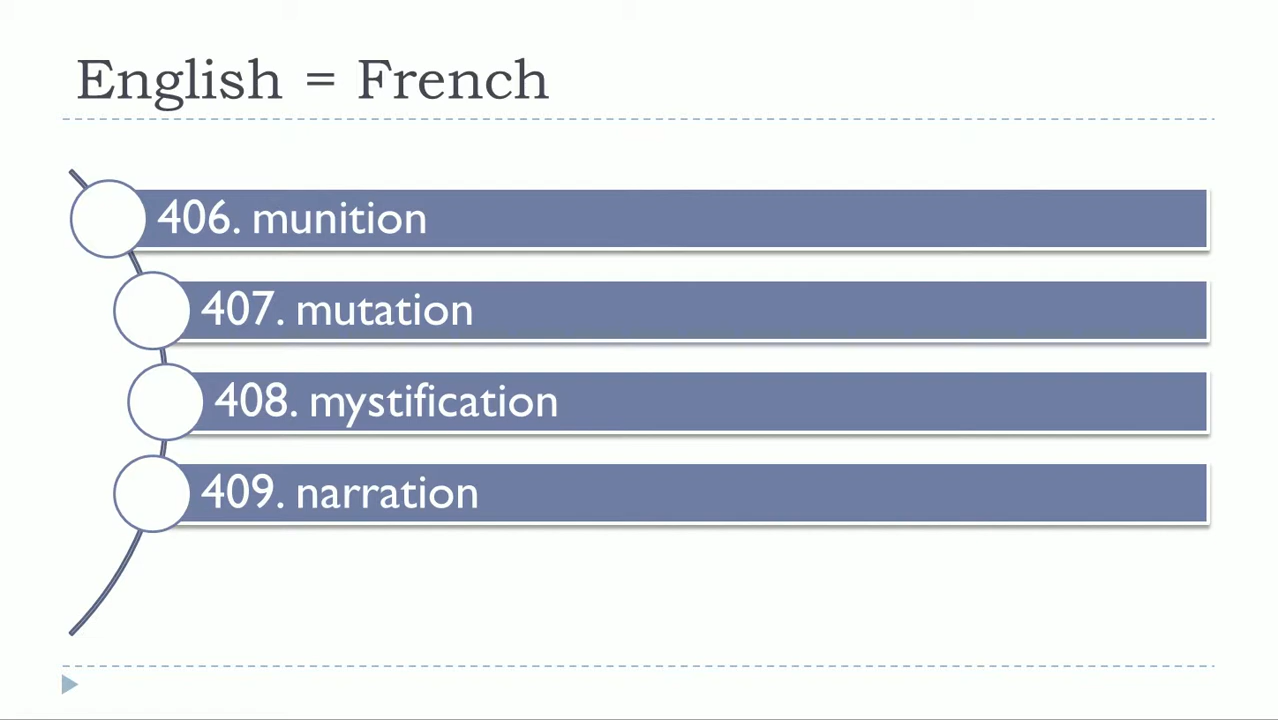 English = French
406. munition
407. mutation
408. mystification
409. narration